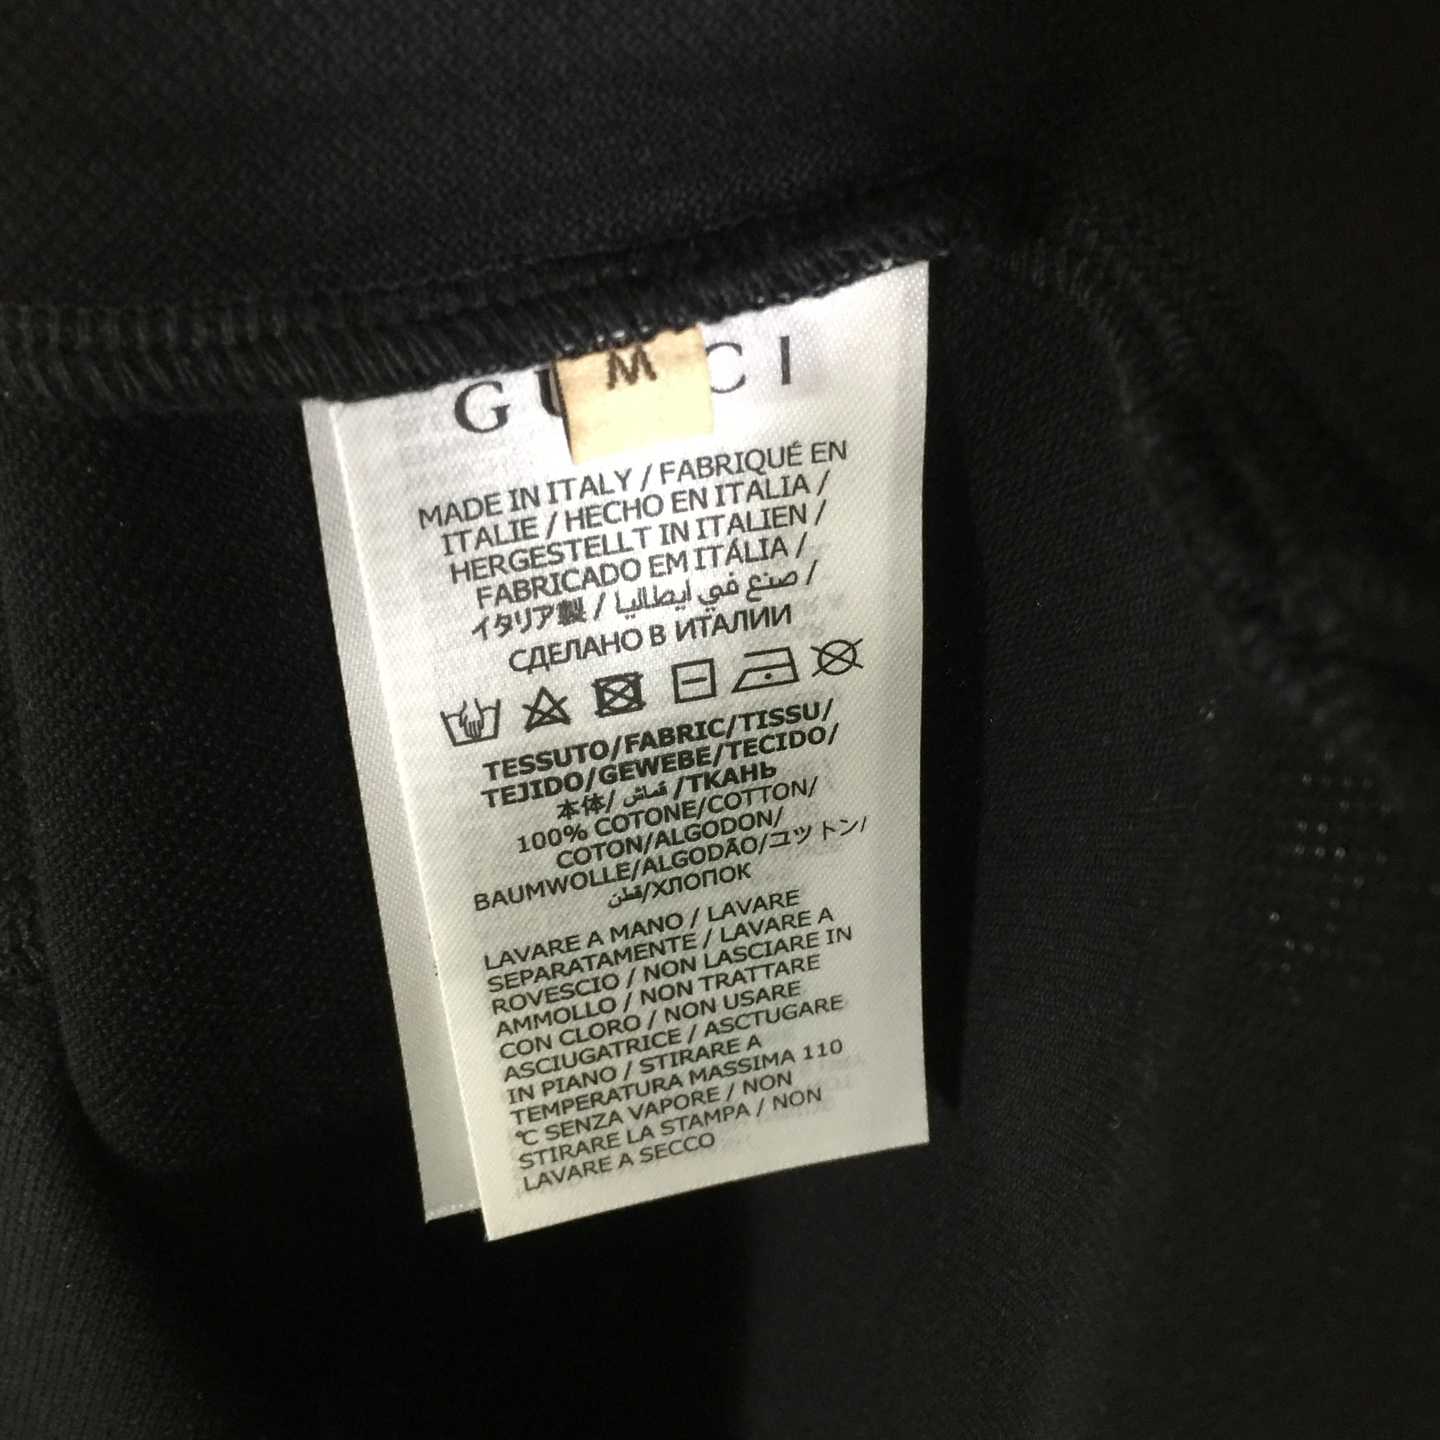 M
GUCCI
MADE IN ITALY / FABRIQUÉ EN
ITALIE / HECHO EN ITALIA /
HERGESTELLT IN ITALIEN /
FABRICADO EM ITÁLIA /
イタリア製 / صنع في ايطاليا /
СДЕЛАНО В ИТАЛИИ
TESSUTO/FABRIC/TISSU/
TEJIDO/GEWEBE/TECIDO/
本体/ قماش /ТКАНЬ
100% COTONE/COTTON/
COTON/ALGODON/
BAUMWOLLE/ALGODÃO/ユットン/
قطن/ХЛОПОК
LAVARE A MANO / LAVARE
SEPARATAMENTE / LAVARE A
ROVESCIO / NON LASCIARE IN
AMMOLLO / NON TRATTARE
CON CLORO / NON USARE
ASCIUGATRICE / ASCTUGARE
IN PIANO / STIRARE A
TEMPERATURA MASSIMA 110
°C SENZA VAPORE / NON
STIRARE LA STAMPA / NON
LAVARE A SECCO